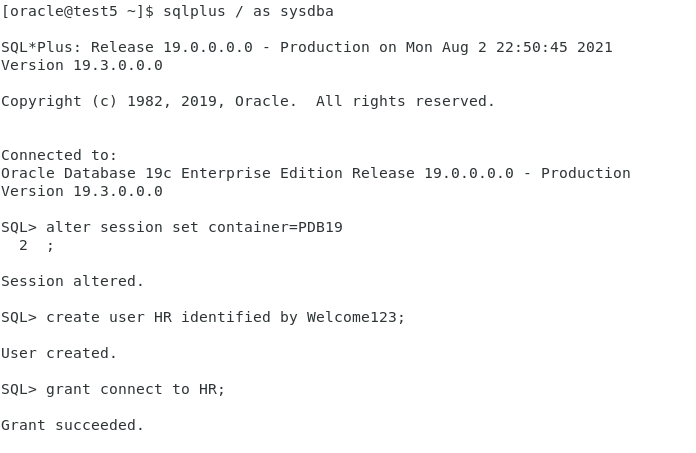 [oracle@test5 ~]$ sqlplus / as sysdba
SQL*Plus: Release 19.0.0.0.0 - Production on Mon Aug 2 22:50:45 2021
Version 19.3.0.0.0
Copyright (c) 1982, 2019, Oracle.  All rights reserved.
Connected to:
Oracle Database 19c Enterprise Edition Release 19.0.0.0.0 - Production
Version 19.3.0.0.0
SQL> alter session set container=PDB19
  2  ;
Session altered.
SQL> create user HR identified by Welcome123;
User created.
SQL> grant connect to HR;
Grant succeeded.